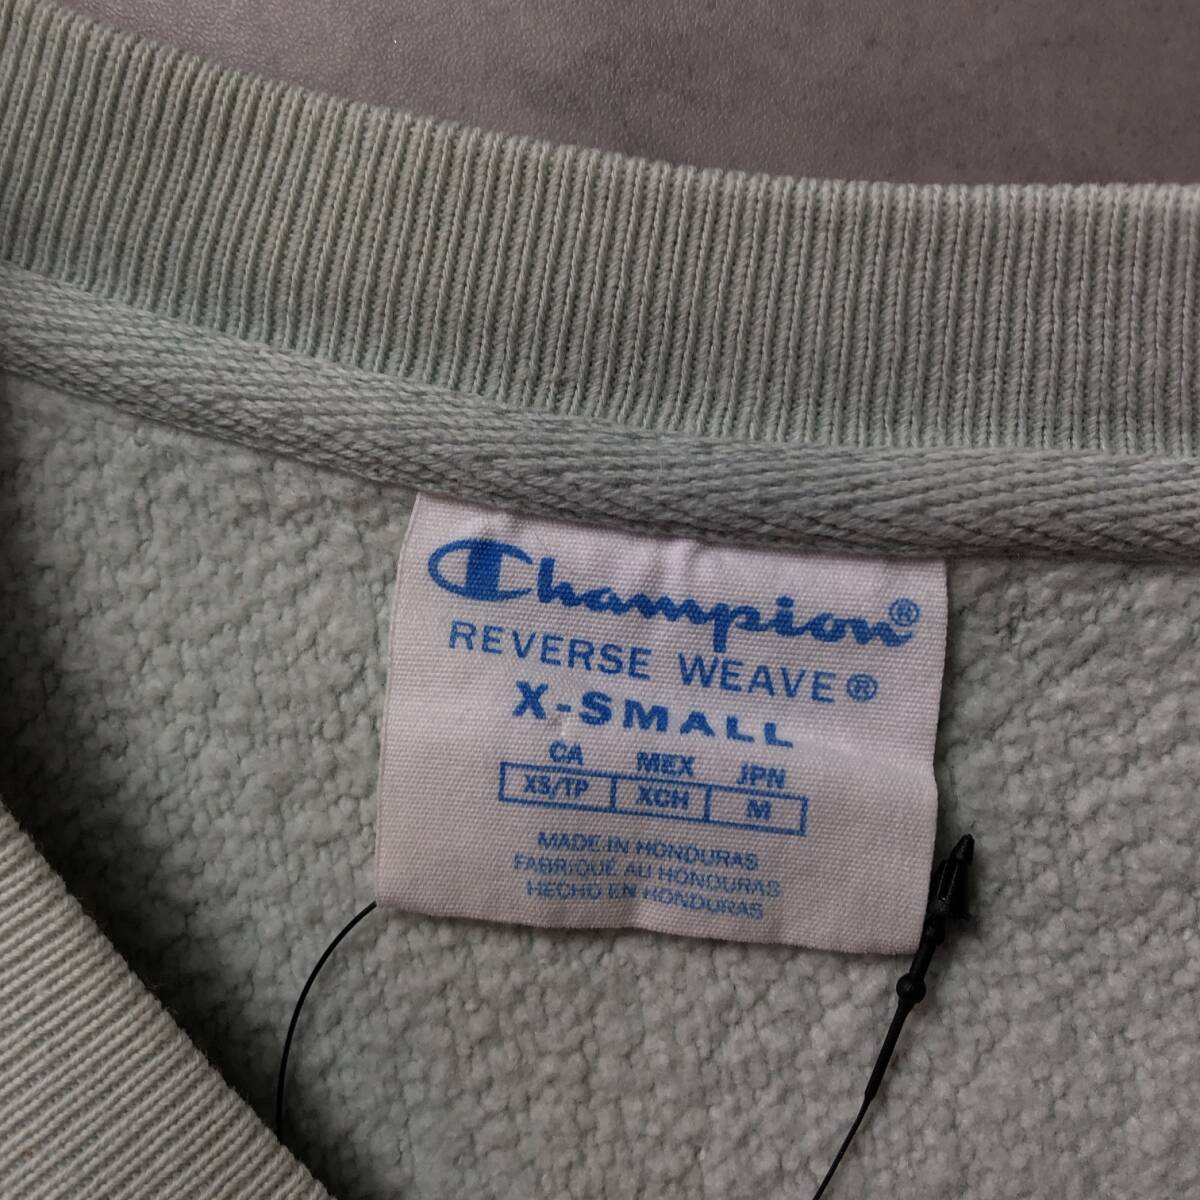 Champion®
REVERSE WEAVE®
X-SMALL
CA MEX JPN
XS/TP XCH M
MADE IN HONDURAS
FABRIQUÉ AU HONDURAS
HECHO EN HONDURAS